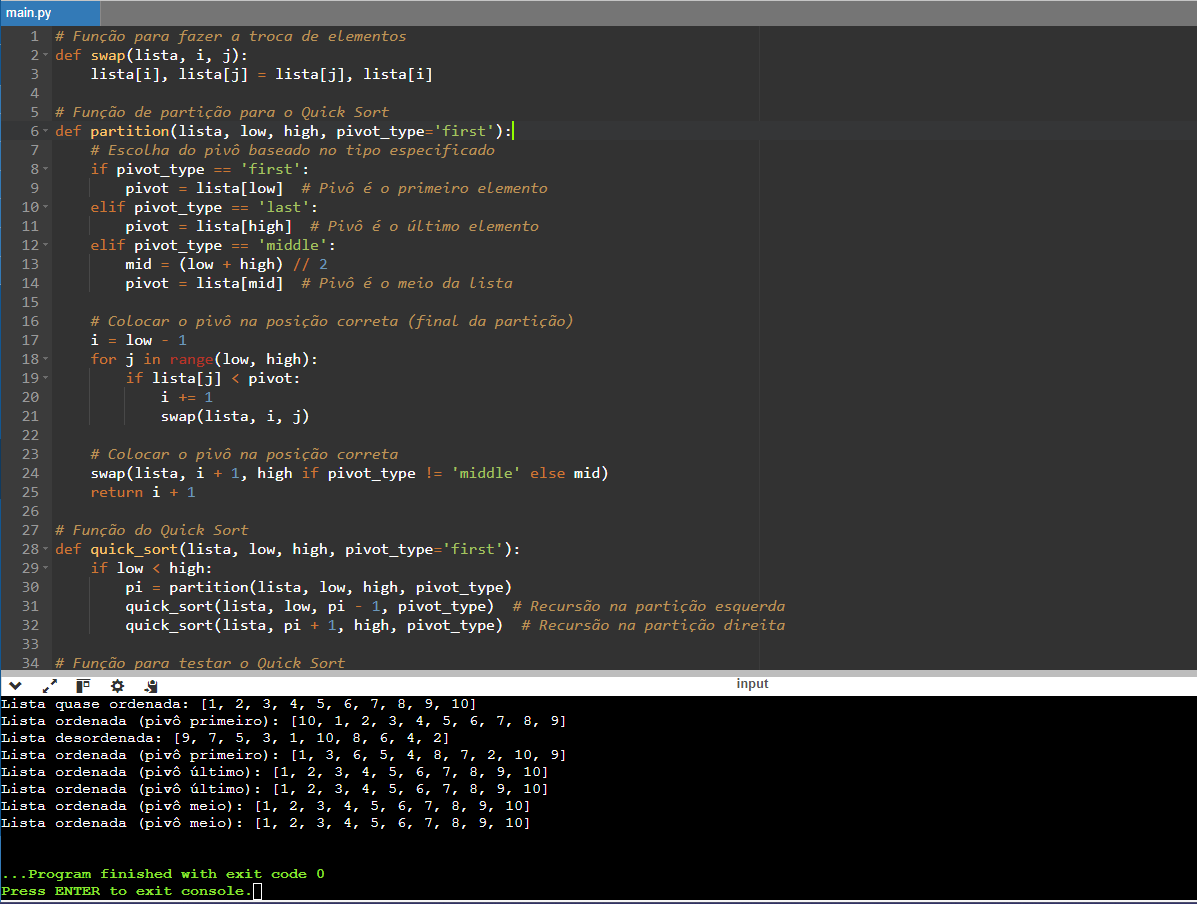 main.py
1 # Função para fazer a troca de elementos
2 def swap(lista, i, j):
3     lista[i], lista[j] = lista[j], lista[i]
4
5 # Função de partição para o Quick Sort
6 def partition(lista, low, high, pivot_type='first'):
7     # Escolha do pivô baseado no tipo especificado
8     if pivot_type == 'first':
9         pivot = lista[low]  # Pivô é o primeiro elemento
10     elif pivot_type == 'last':
11         pivot = lista[high]  # Pivô é o último elemento
12     elif pivot_type == 'middle':
13         mid = (low + high) // 2
14         pivot = lista[mid]  # Pivô é o meio da lista
15
16     # Colocar o pivô na posição correta (final da partição)
17     i = low - 1
18     for j in range(low, high):
19         if lista[j] < pivot:
20             i += 1
21             swap(lista, i, j)
22
23     # Colocar o pivô na posição correta
24     swap(lista, i + 1, high if pivot_type != 'middle' else mid)
25     return i + 1
26
27 # Função do Quick Sort
28 def quick_sort(lista, low, high, pivot_type='first'):
29     if low < high:
30         pi = partition(lista, low, high, pivot_type)
31         quick_sort(lista, low, pi - 1, pivot_type)  # Recursão na partição esquerda
32         quick_sort(lista, pi + 1, high, pivot_type)  # Recursão na partição direita
33
34 # Função para testar o Quick Sort
input
Lista quase ordenada: [1, 2, 3, 4, 5, 6, 7, 8, 9, 10]
Lista ordenada (pivô primeiro): [10, 1, 2, 3, 4, 5, 6, 7, 8, 9]
Lista desordenada: [9, 7, 5, 3, 1, 10, 8, 6, 4, 2]
Lista ordenada (pivô primeiro): [1, 3, 6, 5, 4, 8, 7, 2, 10, 9]
Lista ordenada (pivô último): [1, 2, 3, 4, 5, 6, 7, 8, 9, 10]
Lista ordenada (pivô último): [1, 2, 3, 4, 5, 6, 7, 8, 9, 10]
Lista ordenada (pivô meio): [1, 2, 3, 4, 5, 6, 7, 8, 9, 10]
Lista ordenada (pivô meio): [1, 2, 3, 4, 5, 6, 7, 8, 9, 10]
...Program finished with exit code 0
Press ENTER to exit console.